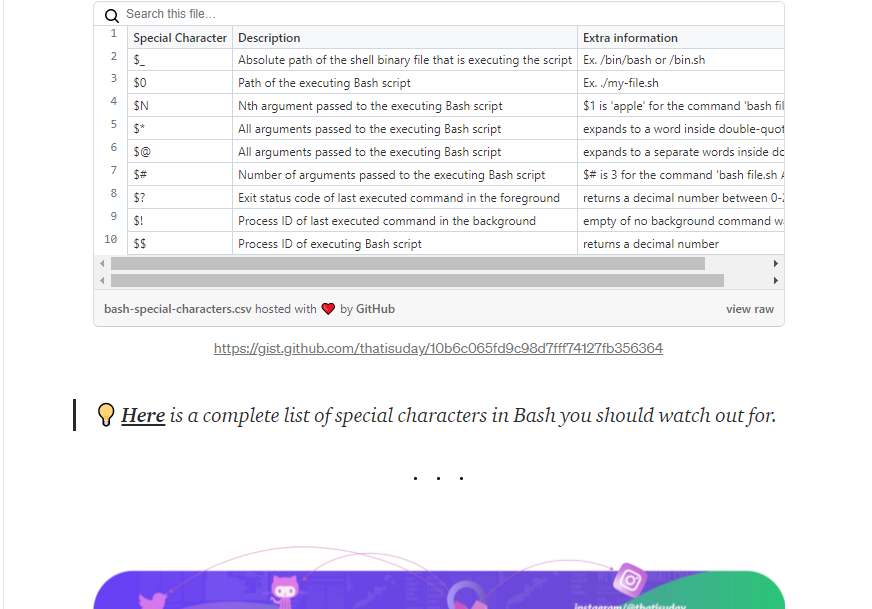 Search this file…
1 Special Character Description Extra information
2 $_ Absolute path of the shell binary file that is executing the script Ex. /bin/bash or /bin.sh
3 $0 Path of the executing Bash script Ex. ./my-file.sh
4 $N Nth argument passed to the executing Bash script $1 is 'apple' for the command 'bash fil
5 $* All arguments passed to the executing Bash script expands to a word inside double-quot
6 $@ All arguments passed to the executing Bash script expands to a separate words inside do
7 $# Number of arguments passed to the executing Bash script $# is 3 for the command 'bash file.sh
8 $? Exit status code of last executed command in the foreground returns a decimal number between 0-
9 $! Process ID of last executed command in the background empty of no background command w
10 $$ Process ID of executing Bash script returns a decimal number
bash-special-characters.csv hosted with ❤ by GitHub view raw
https://gist.github.com/thatisuday/10b6c065fd9c98d7fff74127fb356364
💡 Here is a complete list of special characters in Bash you should watch out for.
. . .
instagram/@thatisuday